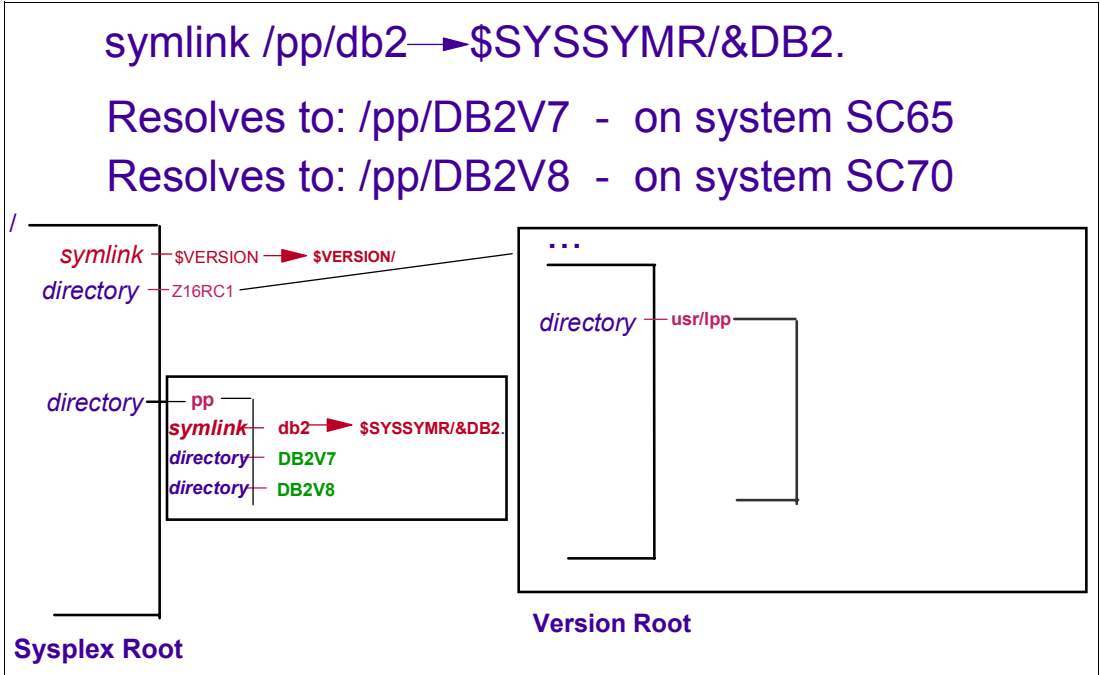 symlink /pp/db2 $SYSSYMR/&DB2.
Resolves to: /pp/DB2V7 - on system SC65
Resolves to: /pp/DB2V8 - on system SC70
/
symlink $VERSION $VERSION/
directory Z16RC1
directory pp
symlink db2 $SYSSYMR/&DB2.
directory DB2V7
directory DB2V8
Sysplex Root
...
directory usr/lpp
Version Root